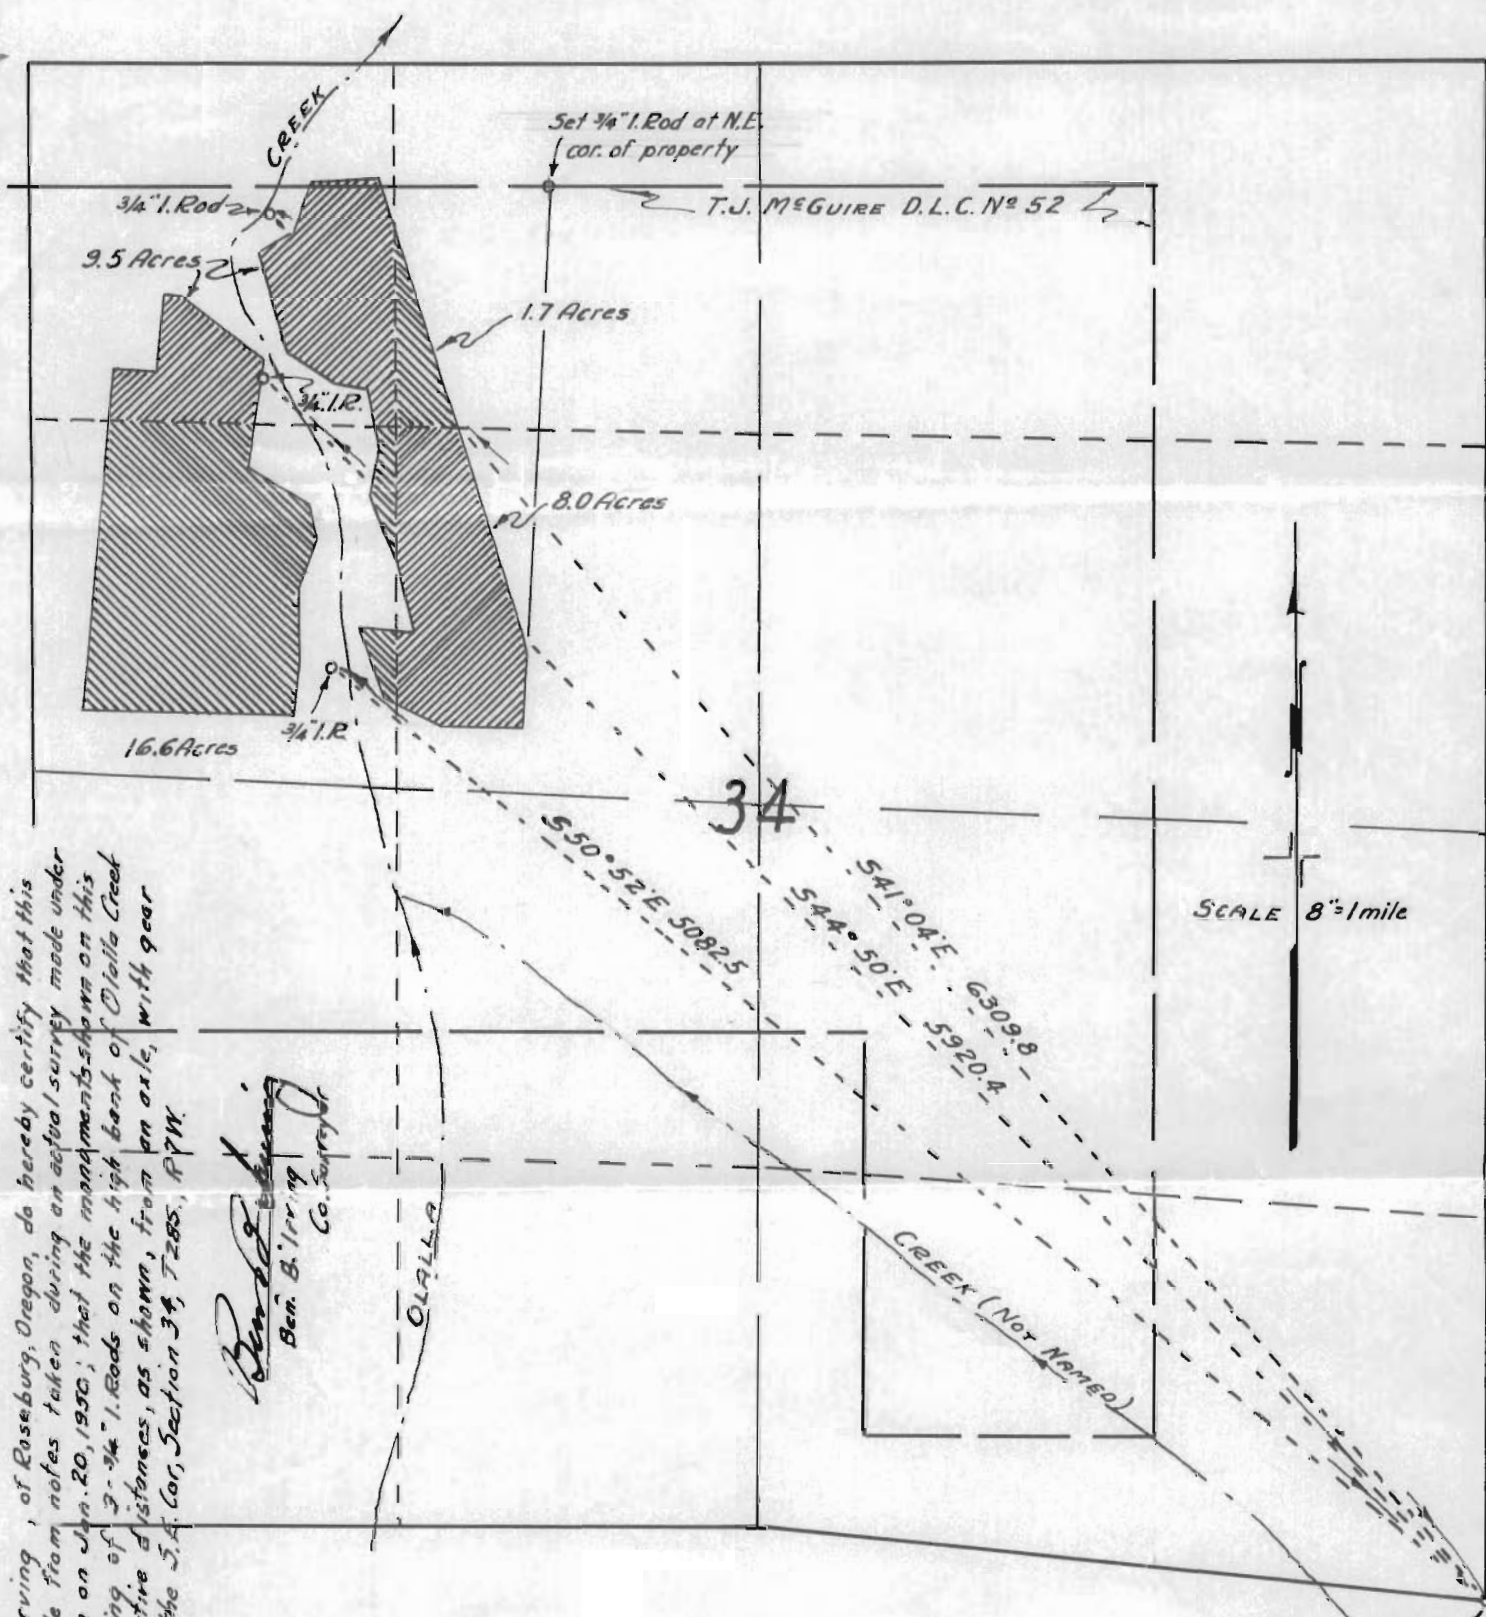 CREEK
Set 3/4" I. Rod at N.E.
cor. of property
3/4" I. Rod
T.J. McGUIRE D.L.C. Nº 52
9.5 Acres
1.7 Acres
3/4" I.R.
8.0 Acres
3/4" I.R.
16.6 Acres
34
S50°52'E 5082.5
S44°50'E 5920.4
S41°04'E 6309.8
SCALE 8"=1 mile
OLALLA
CREEK (NOT NAMED)
rving, of Roseburg, Oregon, do hereby certify that this
from notes taken during an actual survey made under
on Jan. 20, 1950; that the monuments shown on this
ing of 3-3/4" I. Rods on the high bank of Olalla Creek
tive distances, as shown, from an axle, with gear
the S.E. Cor, Section 34, T28S, R7W.
Ben. B. Irving
Co. Surveyor